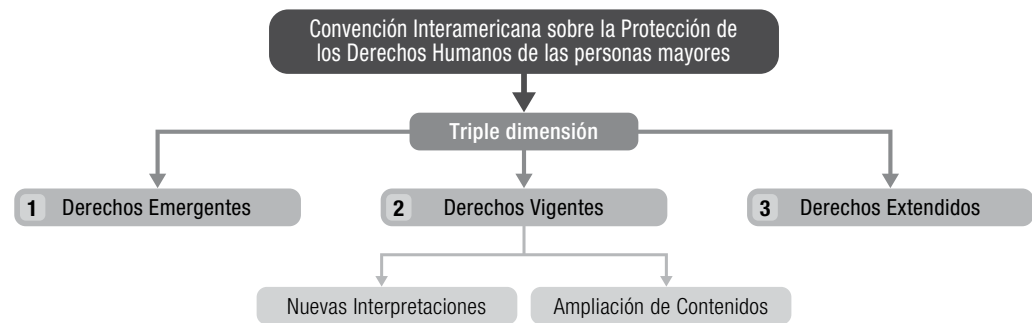 Convención Interamericana sobre la Protección de
los Derechos Humanos de las personas mayores
Triple dimensión
1 Derechos Emergentes
2 Derechos Vigentes
3 Derechos Extendidos
Nuevas Interpretaciones
Ampliación de Contenidos